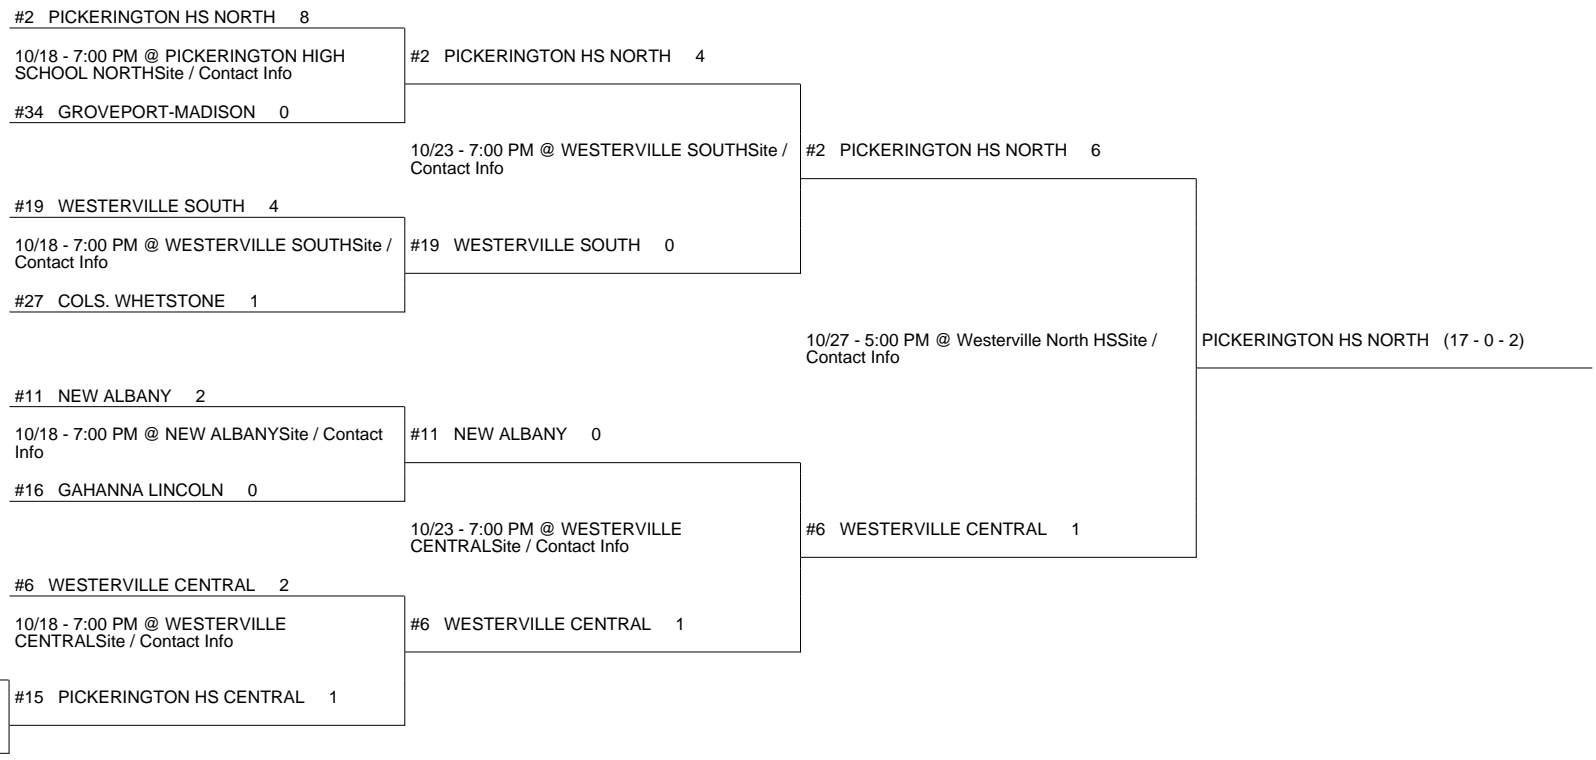 #2 PICKERINGTON HS NORTH 8
10/18 - 7:00 PM @ PICKERINGTON HIGH
SCHOOL NORTHSite / Contact Info
#34 GROVEPORT-MADISON 0
#19 WESTERVILLE SOUTH 4
10/18 - 7:00 PM @ WESTERVILLE SOUTHSite /
Contact Info
#27 COLS. WHETSTONE 1
#11 NEW ALBANY 2
10/18 - 7:00 PM @ NEW ALBANYSite / Contact
Info
#16 GAHANNA LINCOLN 0
#6 WESTERVILLE CENTRAL 2
10/18 - 7:00 PM @ WESTERVILLE
CENTRALSite / Contact Info
#15 PICKERINGTON HS CENTRAL 1
#2 PICKERINGTON HS NORTH 4
10/23 - 7:00 PM @ WESTERVILLE SOUTHSite /
Contact Info
#19 WESTERVILLE SOUTH 0
#11 NEW ALBANY 0
10/23 - 7:00 PM @ WESTERVILLE
CENTRALSite / Contact Info
#6 WESTERVILLE CENTRAL 1
#2 PICKERINGTON HS NORTH 6
10/27 - 5:00 PM @ Westerville North HSSite /
Contact Info
#6 WESTERVILLE CENTRAL 1
PICKERINGTON HS NORTH (17 - 0 - 2)